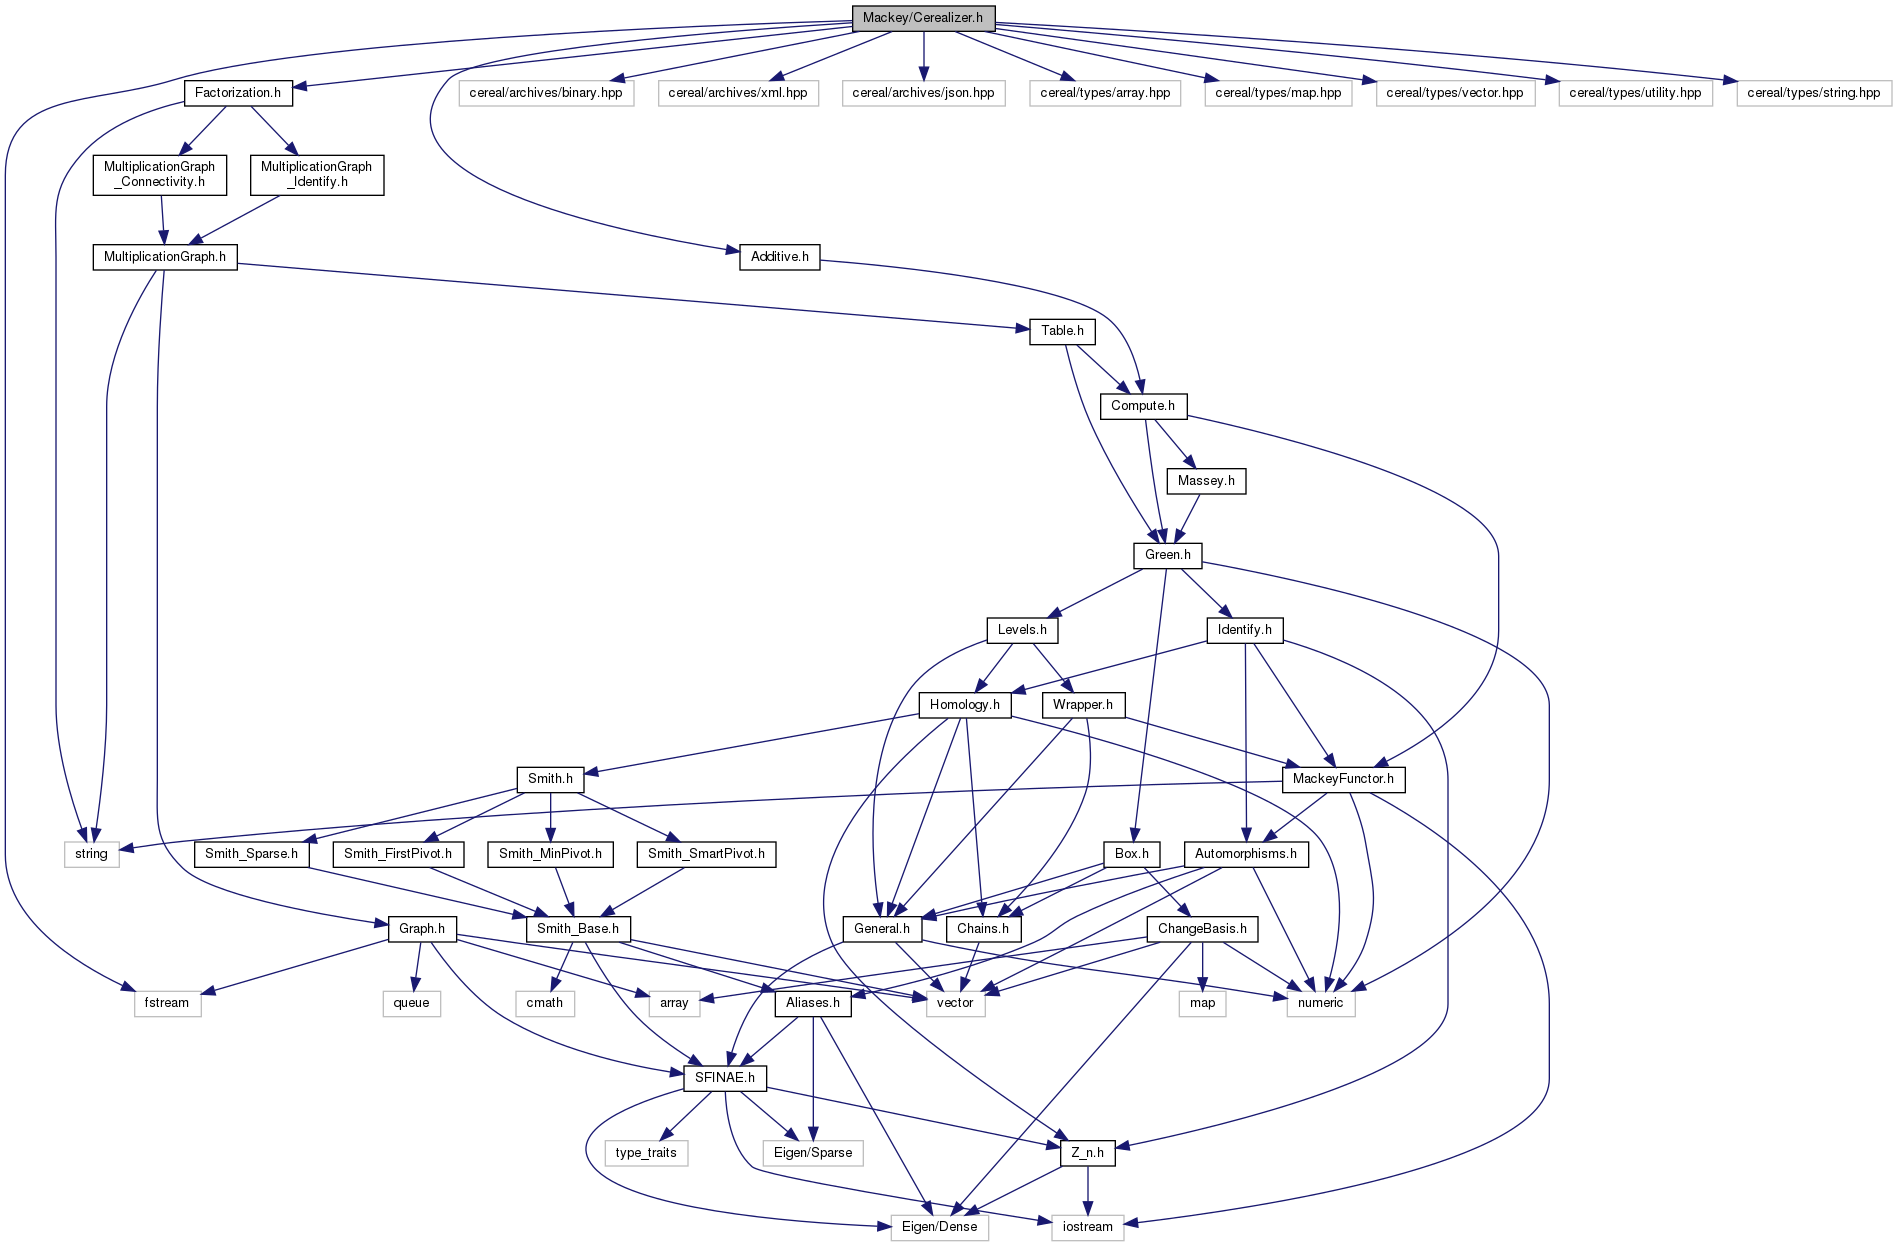 Mackey/Cerealizer.h
Factorization.h
cereal/archives/binary.hpp
cereal/archives/xml.hpp
cereal/archives/json.hpp
cereal/types/array.hpp
cereal/types/map.hpp
cereal/types/vector.hpp
cereal/types/utility.hpp
cereal/types/string.hpp
MultiplicationGraph
_Connectivity.h
MultiplicationGraph
_Identify.h
MultiplicationGraph.h
Additive.h
Table.h
Compute.h
Massey.h
Green.h
Levels.h
Identify.h
Homology.h
Wrapper.h
Smith.h
MackeyFunctor.h
string
Smith_Sparse.h
Smith_FirstPivot.h
Smith_MinPivot.h
Smith_SmartPivot.h
Box.h
Automorphisms.h
Graph.h
Smith_Base.h
General.h
Chains.h
ChangeBasis.h
fstream
queue
cmath
array
Aliases.h
vector
map
numeric
SFINAE.h
type_traits
Eigen/Sparse
Z_n.h
Eigen/Dense
iostream